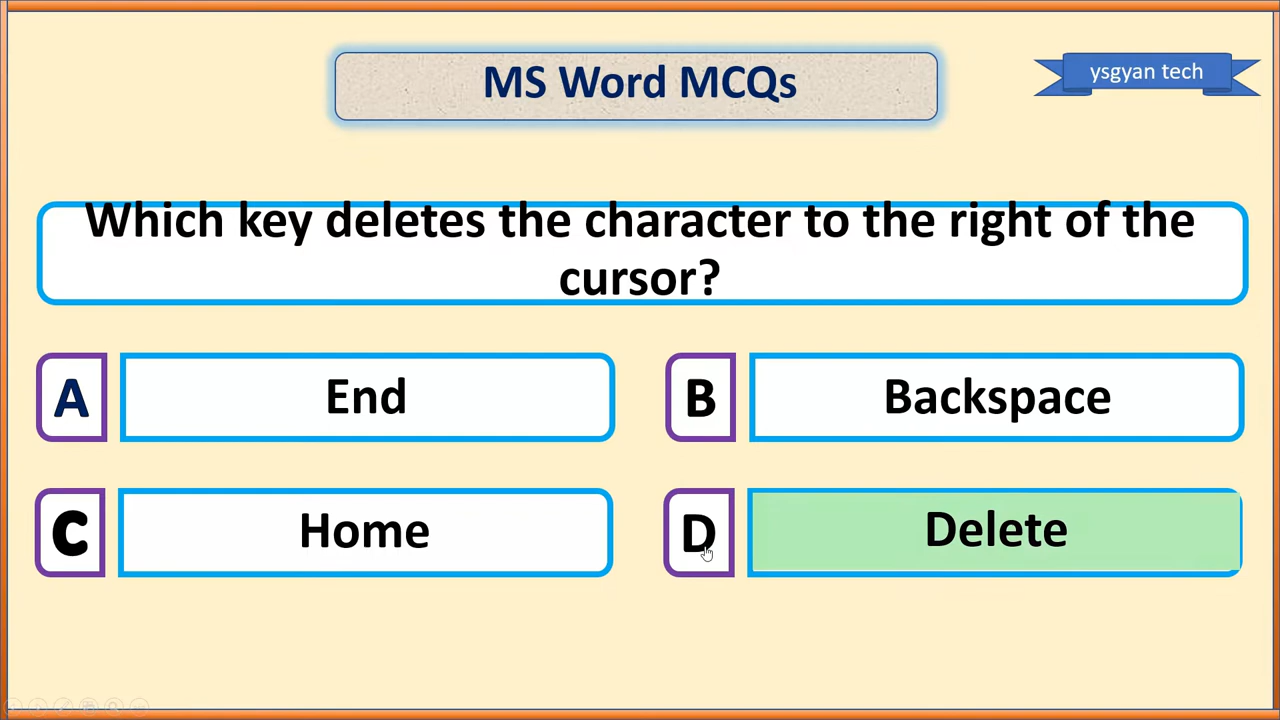 MS Word MCQs
ysgyan tech
Which key deletes the character to the right of the
cursor?
A
End
B
Backspace
C
Home
D
Delete